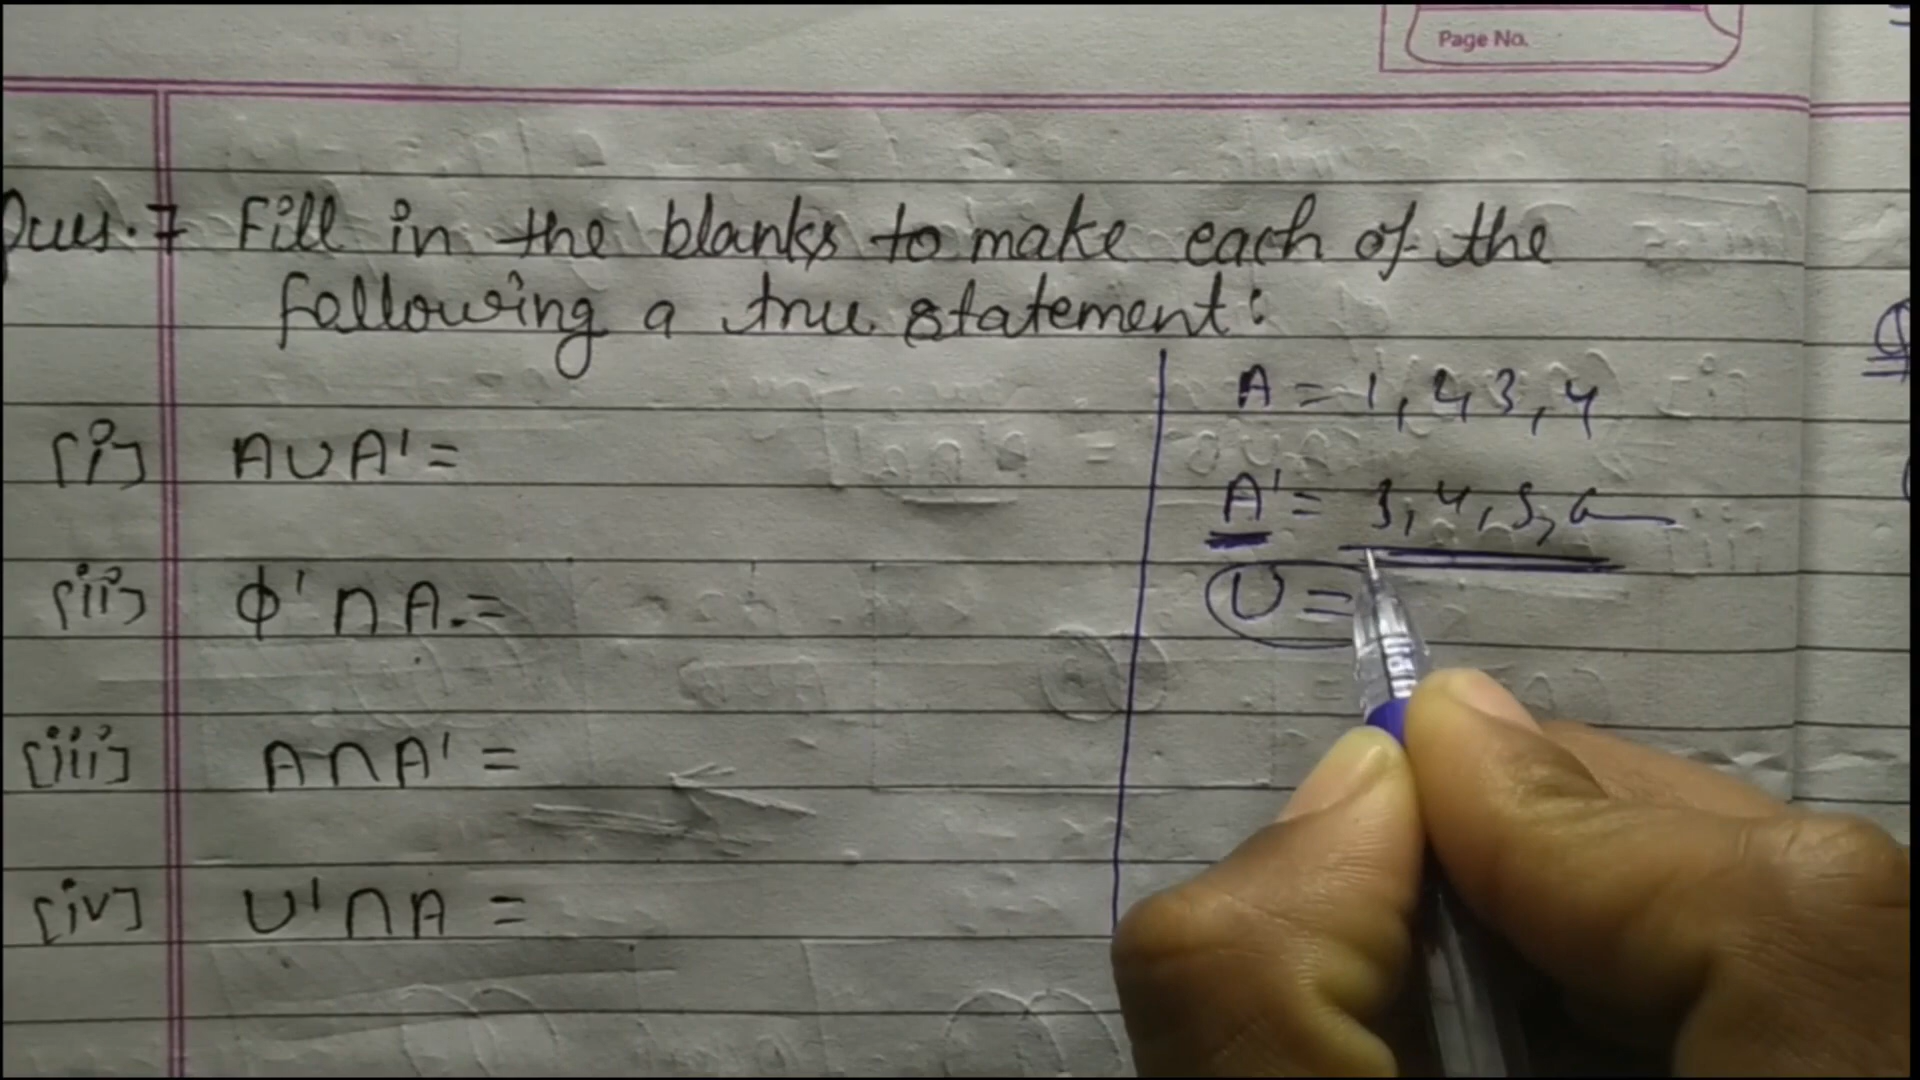 Page No.
Ques. 7 Fill in the blanks to make each of the
following a true statement:
A = 1, 2, 3, 4
[i] A∪A' =
A' = 3, 4, 5, 6
[ii] ϕ'∩A. =
U =
[iii] A∩A' =
[iv] U'∩A =